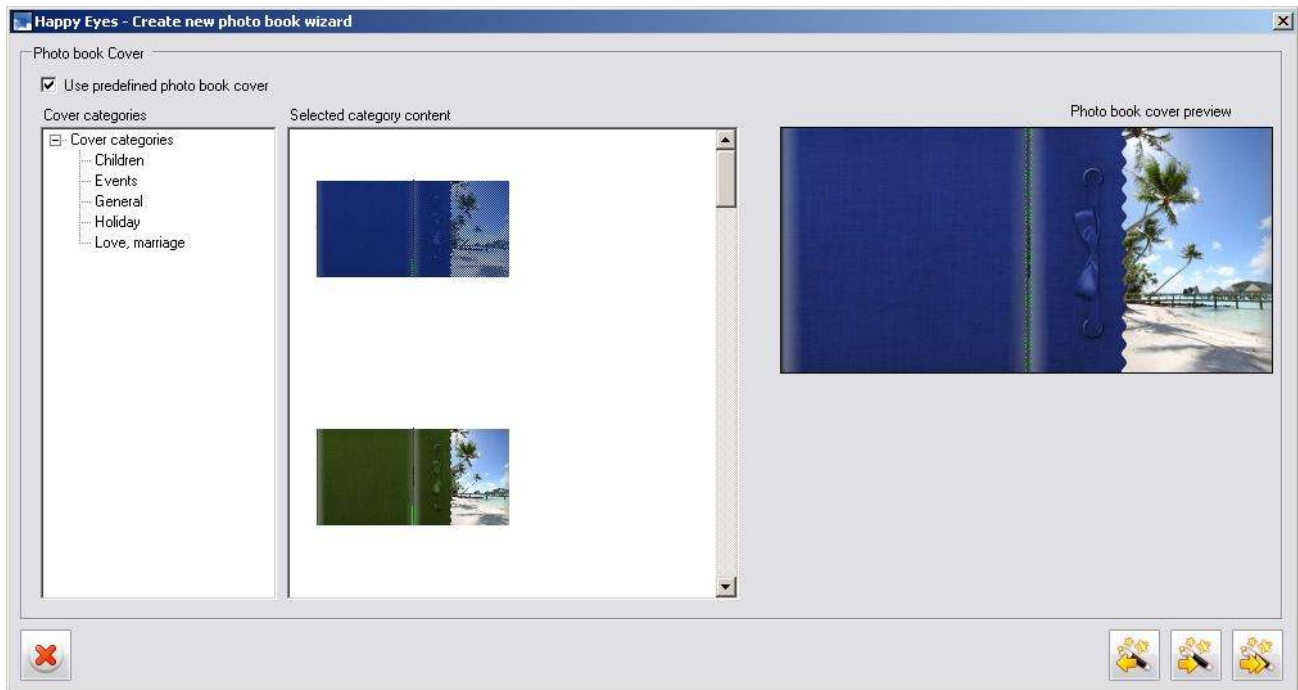 Happy Eyes - Create new photo book wizard
Photo book Cover
Use predefined photo book cover
Cover categories
Selected category content
Photo book cover preview
Cover categories
Children
Events
General
Holiday
Love, marriage